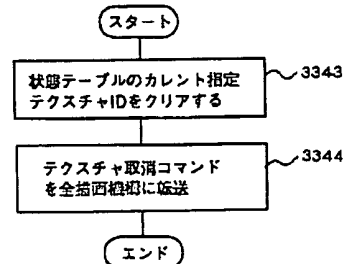 スタート
状態テーブルのカレント指定
テクスチャIDをクリアする
3343
テクスチャ取消コマンド
を全描画機構に転送
3344
エンド